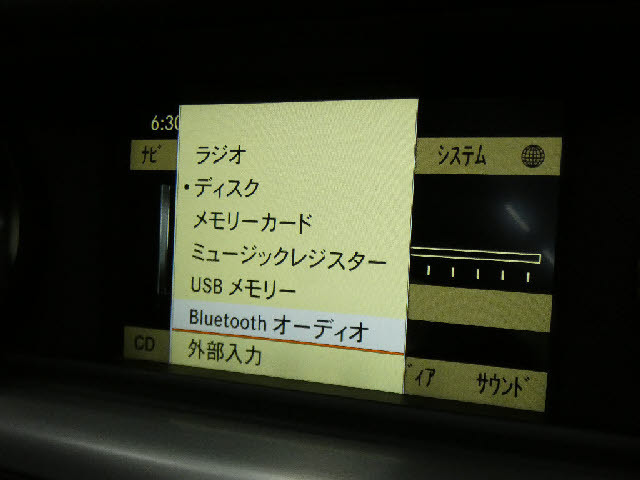 6:30
ﾅﾋﾞ
システム
ラジオ
・ディスク
メモリーカード
ミュージックレジスター
USB メモリー
Bluetooth オーディオ
外部入力
CD
ｨｱ
ｻｳﾝﾄﾞ